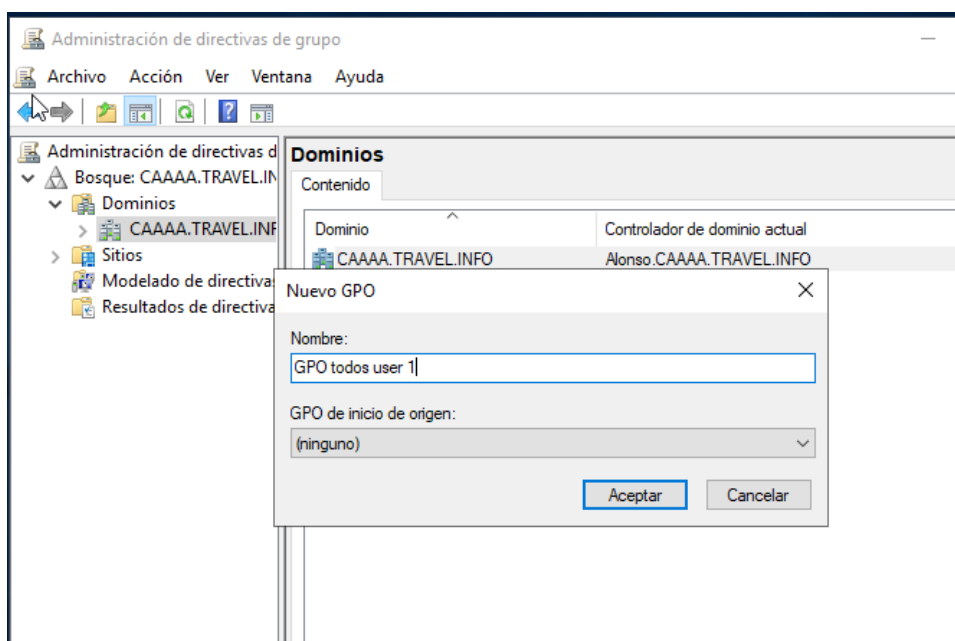 Administración de directivas de grupo
Archivo Acción Ver Ventana Ayuda
Administración de directivas d
Bosque: CAAAA.TRAVEL.IN
Dominios
CAAAA.TRAVEL.INF
Sitios
Modelado de directiva
Resultados de directiva
Dominios
Contenido
Dominio Controlador de dominio actual
CAAAA.TRAVEL.INFO Alonso.CAAAA.TRAVEL.INFO
Nuevo GPO
Nombre:
GPO todos user 1
GPO de inicio de origen:
(ninguno)
Aceptar Cancelar